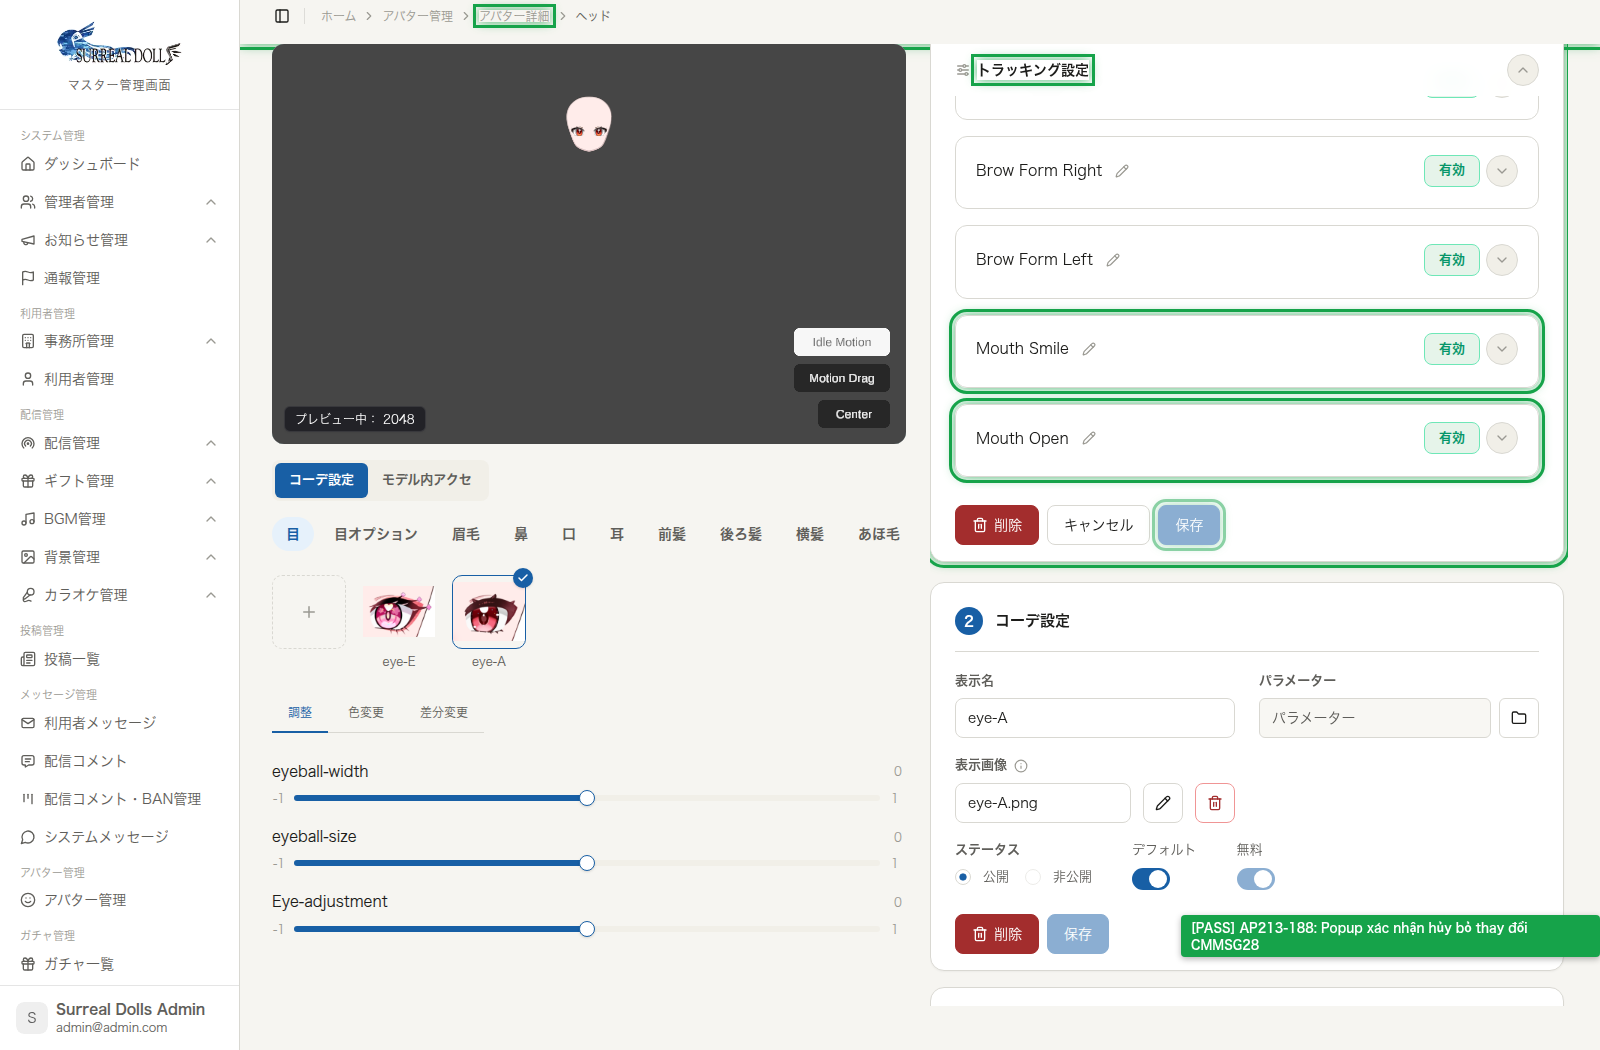 SURREAL DOLL
マスター管理画面
システム管理
ダッシュボード
管理者管理
お知らせ管理
通報管理
利用者管理
事務所管理
利用者管理
配信管理
配信管理
ギフト管理
BGM管理
背景管理
カラオケ管理
投稿管理
投稿一覧
メッセージ管理
利用者メッセージ
配信コメント
配信コメント・BAN管理
システムメッセージ
アバター管理
アバター管理
ガチャ管理
ガチャ一覧
S
Surreal Dolls Admin
admin@admin.com
ホーム > アバター管理 > アバター詳細 > ヘッド
Idle Motion
Motion Drag
Center
プレビュー中： 2048
コーデ設定 モデル内アクセ
目 目オプション 眉毛 鼻 口 耳 前髪 後ろ髪 横髪 あほ毛
eye-E eye-A
調整 色変更 差分変更
eyeball-width 0
-1 1
eyeball-size 0
-1 1
Eye-adjustment 0
-1 1
トラッキング設定
Brow Form Right 有効
Brow Form Left 有効
Mouth Smile 有効
Mouth Open 有効
削除 キャンセル 保存
2 コーデ設定
表示名 パラメーター
eye-A パラメーター
表示画像
eye-A.png
ステータス デフォルト 無料
公開 非公開
削除 保存
[PASS] AP213-188: Popup xác nhận hủy bỏ thay đổi
CMMSG28